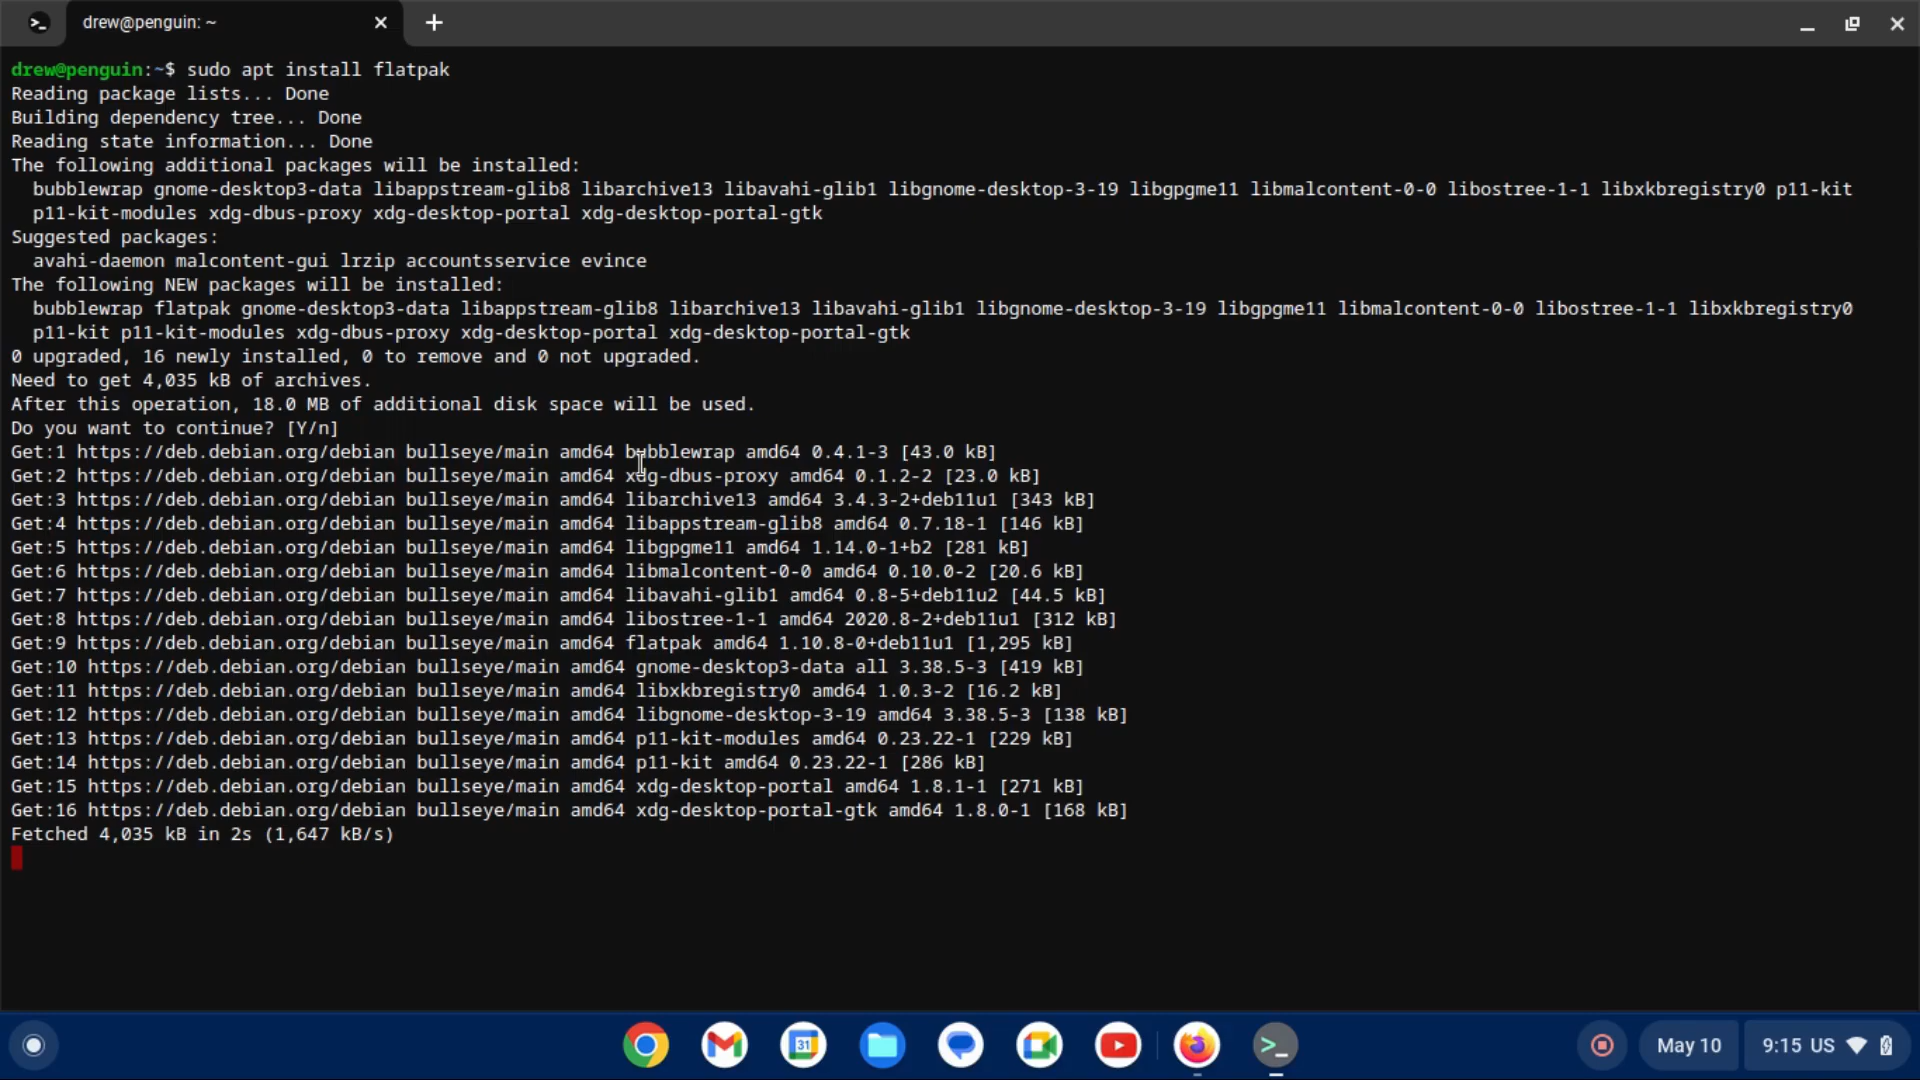 drew@penguin: ~
drew@penguin:~$ sudo apt install flatpak
Reading package lists... Done
Building dependency tree... Done
Reading state information... Done
The following additional packages will be installed:
  bubblewrap gnome-desktop3-data libappstream-glib8 libarchive13 libavahi-glib1 libgnome-desktop-3-19 libgpgme11 libmalcontent-0-0 libostree-1-1 libxkbregistry0 p11-kit
  p11-kit-modules xdg-dbus-proxy xdg-desktop-portal xdg-desktop-portal-gtk
Suggested packages:
  avahi-daemon malcontent-gui lrzip accountsservice evince
The following NEW packages will be installed:
  bubblewrap flatpak gnome-desktop3-data libappstream-glib8 libarchive13 libavahi-glib1 libgnome-desktop-3-19 libgpgme11 libmalcontent-0-0 libostree-1-1 libxkbregistry0
  p11-kit p11-kit-modules xdg-dbus-proxy xdg-desktop-portal xdg-desktop-portal-gtk
0 upgraded, 16 newly installed, 0 to remove and 0 not upgraded.
Need to get 4,035 kB of archives.
After this operation, 18.0 MB of additional disk space will be used.
Do you want to continue? [Y/n]
Get:1 https://deb.debian.org/debian bullseye/main amd64 bubblewrap amd64 0.4.1-3 [43.0 kB]
Get:2 https://deb.debian.org/debian bullseye/main amd64 xdg-dbus-proxy amd64 0.1.2-2 [23.0 kB]
Get:3 https://deb.debian.org/debian bullseye/main amd64 libarchive13 amd64 3.4.3-2+deb11u1 [343 kB]
Get:4 https://deb.debian.org/debian bullseye/main amd64 libappstream-glib8 amd64 0.7.18-1 [146 kB]
Get:5 https://deb.debian.org/debian bullseye/main amd64 libgpgme11 amd64 1.14.0-1+b2 [281 kB]
Get:6 https://deb.debian.org/debian bullseye/main amd64 libmalcontent-0-0 amd64 0.10.0-2 [20.6 kB]
Get:7 https://deb.debian.org/debian bullseye/main amd64 libavahi-glib1 amd64 0.8-5+deb11u2 [44.5 kB]
Get:8 https://deb.debian.org/debian bullseye/main amd64 libostree-1-1 amd64 2020.8-2+deb11u1 [312 kB]
Get:9 https://deb.debian.org/debian bullseye/main amd64 flatpak amd64 1.10.8-0+deb11u1 [1,295 kB]
Get:10 https://deb.debian.org/debian bullseye/main amd64 gnome-desktop3-data all 3.38.5-3 [419 kB]
Get:11 https://deb.debian.org/debian bullseye/main amd64 libxkbregistry0 amd64 1.0.3-2 [16.2 kB]
Get:12 https://deb.debian.org/debian bullseye/main amd64 libgnome-desktop-3-19 amd64 3.38.5-3 [138 kB]
Get:13 https://deb.debian.org/debian bullseye/main amd64 p11-kit-modules amd64 0.23.22-1 [229 kB]
Get:14 https://deb.debian.org/debian bullseye/main amd64 p11-kit amd64 0.23.22-1 [286 kB]
Get:15 https://deb.debian.org/debian bullseye/main amd64 xdg-desktop-portal amd64 1.8.1-1 [271 kB]
Get:16 https://deb.debian.org/debian bullseye/main amd64 xdg-desktop-portal-gtk amd64 1.8.0-1 [168 kB]
Fetched 4,035 kB in 2s (1,647 kB/s)
31
May 10
9:15 US